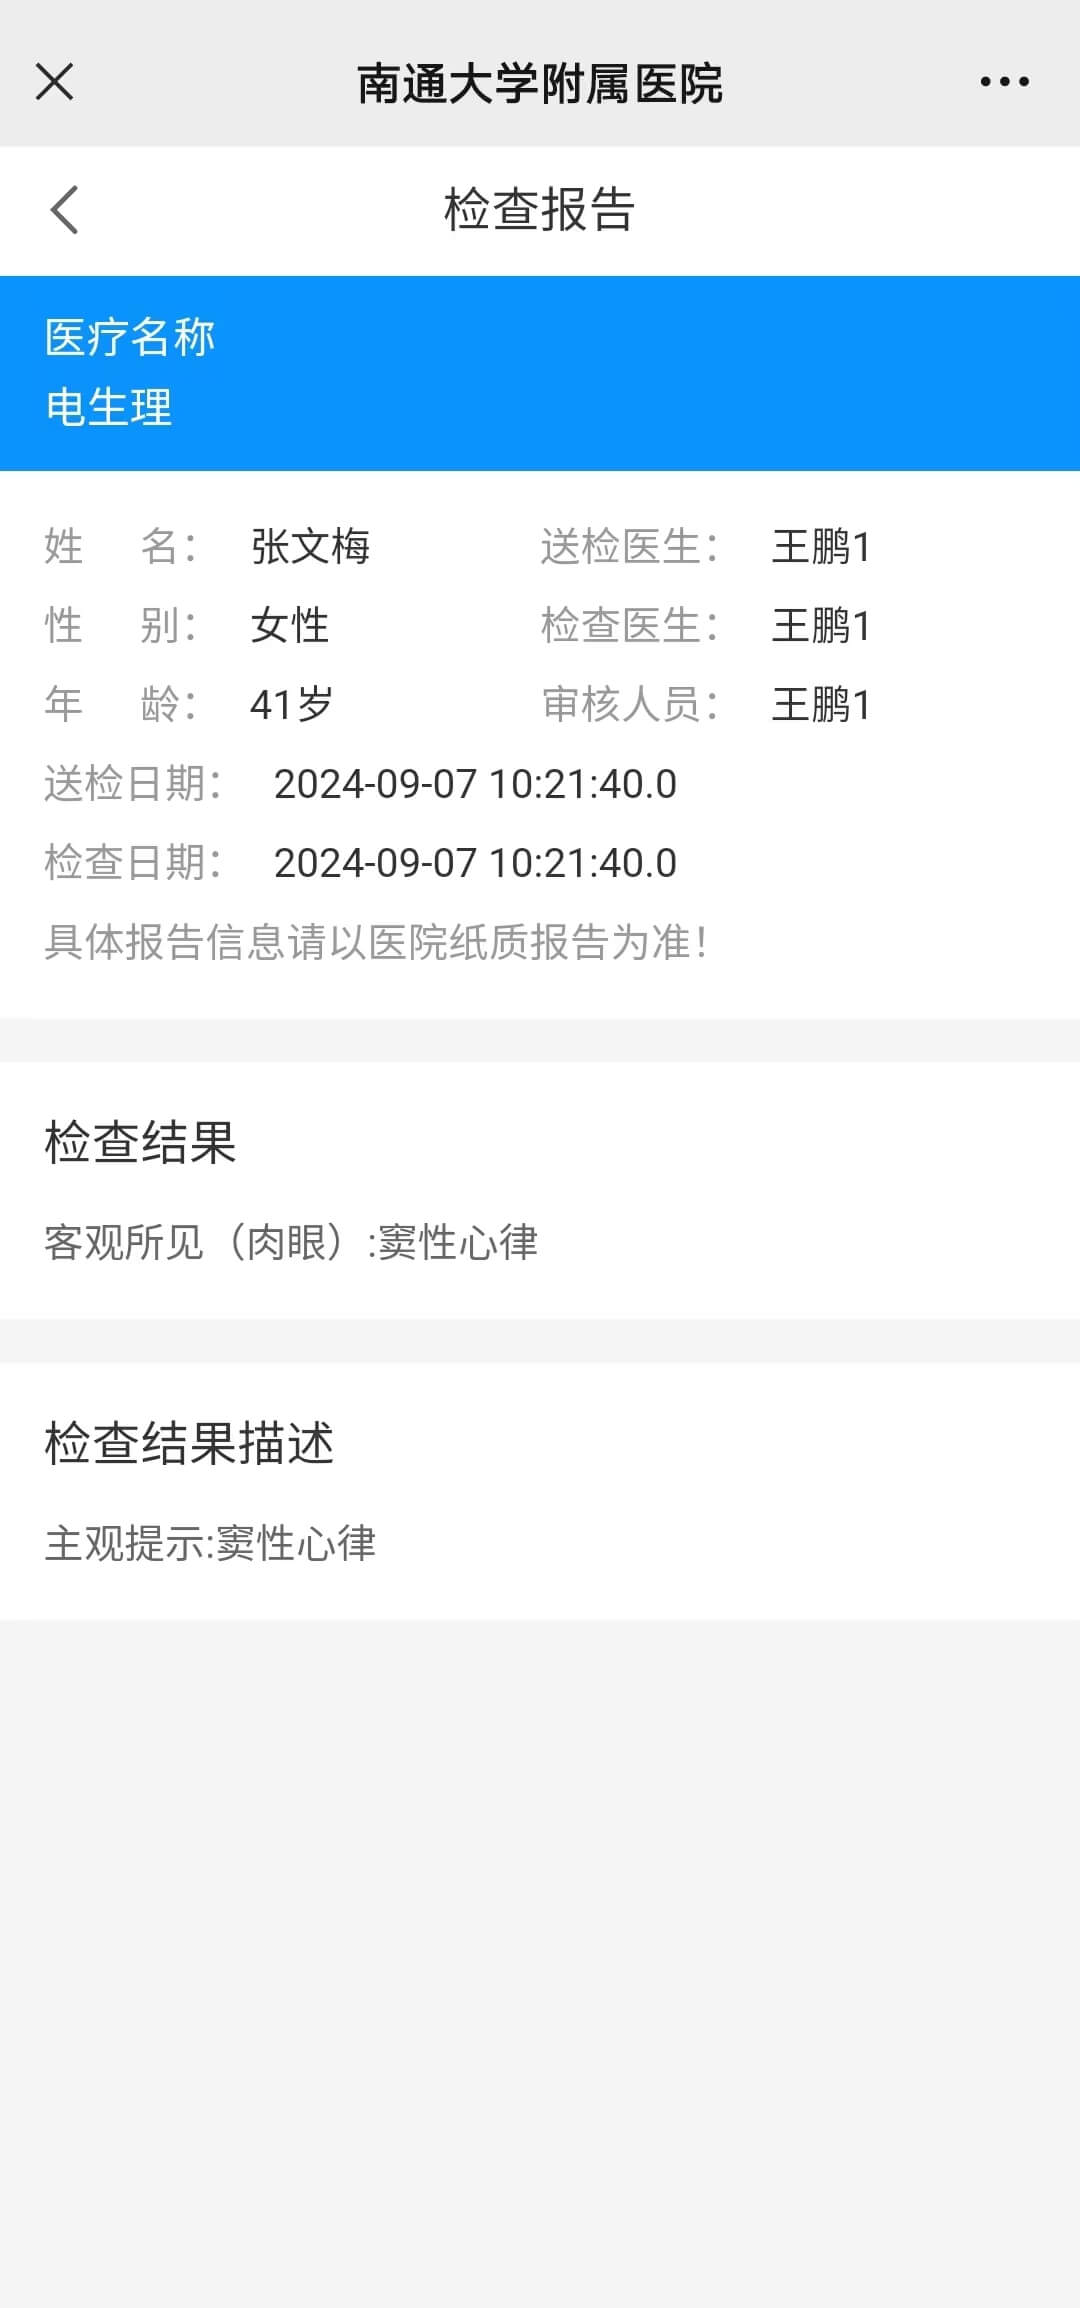 南通大学附属医院
检查报告
医疗名称
电生理
姓 名： 张文梅 送检医生： 王鹏1
性 别： 女性 检查医生： 王鹏1
年 龄： 41岁 审核人员： 王鹏1
送检日期： 2024-09-07 10:21:40.0
检查日期： 2024-09-07 10:21:40.0
具体报告信息请以医院纸质报告为准！
检查结果
客观所见（肉眼）:窦性心律
检查结果描述
主观提示:窦性心律